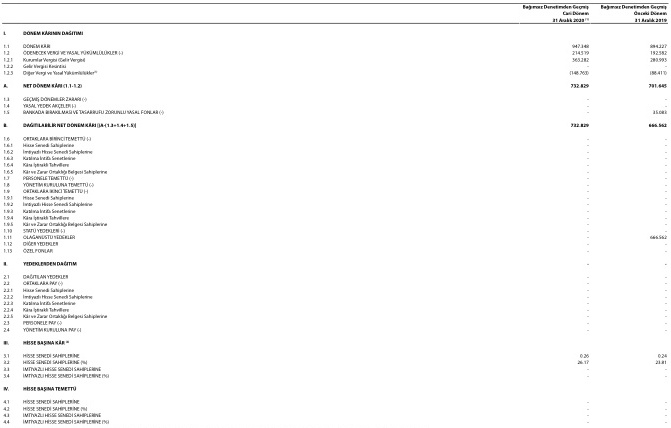 Bağımsız Denetimden Geçmiş Bağımsız Denetimden Geçmiş
Cari Dönem Önceki Dönem
31 Aralık 2020 (1) 31 Aralık 2019
I. DÖNEM KÂRININ DAĞITIMI
1.1 DÖNEM KÂRI 947.348 894.227
1.2 ÖDENECEK VERGİ VE YASAL YÜKÜMLÜLÜKLER (-) 214.519 192.582
1.2.1 Kurumlar Vergisi (Gelir Vergisi) 363.282 280.993
1.2.2 Gelir Vergisi Kesintisi - -
1.2.3 Diğer Vergi ve Yasal Yükümlülükler (148.763) (88.411)
A. NET DÖNEM KÂRI (1.1-1.2) 732.829 701.645
1.3 GEÇMİŞ DÖNEMLER ZARARI (-) - -
1.4 YASAL YEDEK AKÇELER (-) - -
1.5 BANKADA BIRAKILMASI VE TASARRUFU ZORUNLU YASAL FONLAR (-) - 35.083
B. DAĞITILABİLİR NET DÖNEM KÂRI [(A-(1.3+1.4+1.5)] 732.829 666.562
1.6 ORTAKLARA BİRİNCİ TEMETTÜ (-) - -
1.6.1 Hisse Senedi Sahiplerine - -
1.6.2 İmtiyazlı Hisse Senedi Sahiplerine - -
1.6.3 Katılma İntifa Senetlerine - -
1.6.4 Kâra İştirakli Tahvillere - -
1.6.5 Kâr ve Zarar Ortaklığı Belgesi Sahiplerine - -
1.7 PERSONELE TEMETTÜ (-) - -
1.8 YÖNETİM KURULUNA TEMETTÜ (-) - -
1.9 ORTAKLARA İKİNCİ TEMETTÜ (-) - -
1.9.1 Hisse Senedi Sahiplerine - -
1.9.2 İmtiyazlı Hisse Senedi Sahiplerine - -
1.9.3 Katılma İntifa Senetlerine - -
1.9.4 Kâra İştirakli Tahvillere - -
1.9.5 Kâr ve Zarar Ortaklığı Belgesi Sahiplerine - -
1.10 STATÜ YEDEKLERİ (-) - -
1.11 OLAĞANÜSTÜ YEDEKLER - 666.562
1.12 DİĞER YEDEKLER - -
1.13 ÖZEL FONLAR - -
II. YEDEKLERDEN DAĞITIM - -
2.1 DAĞITILAN YEDEKLER - -
2.2 ORTAKLARA PAY (-) - -
2.2.1 Hisse Senedi Sahiplerine - -
2.2.2 İmtiyazlı Hisse Senedi Sahiplerine - -
2.2.3 Katılma İntifa Senetlerine - -
2.2.4 Kâra İştirakli Tahvillere - -
2.2.5 Kâr ve Zarar Ortaklığı Belgesi Sahiplerine - -
2.3 PERSONELE PAY (-) - -
2.4 YÖNETİM KURULUNA PAY (-) - -
III. HİSSE BAŞINA KÂR
3.1 HİSSE SENEDİ SAHİPLERİNE 0.26 0.24
3.2 HİSSE SENEDİ SAHİPLERİNE (%) 26.17 23.81
3.3 İMTİYAZLI HİSSE SENEDİ SAHİPLERİNE - -
3.4 İMTİYAZLI HİSSE SENEDİ SAHİPLERİNE (%) - -
IV. HİSSE BAŞINA TEMETTÜ
4.1 HİSSE SENEDİ SAHİPLERİNE - -
4.2 HİSSE SENEDİ SAHİPLERİNE (%) - -
4.3 İMTİYAZLI HİSSE SENEDİ SAHİPLERİNE - -
4.4 İMTİYAZLI HİSSE SENEDİ SAHİPLERİNE (%) - -